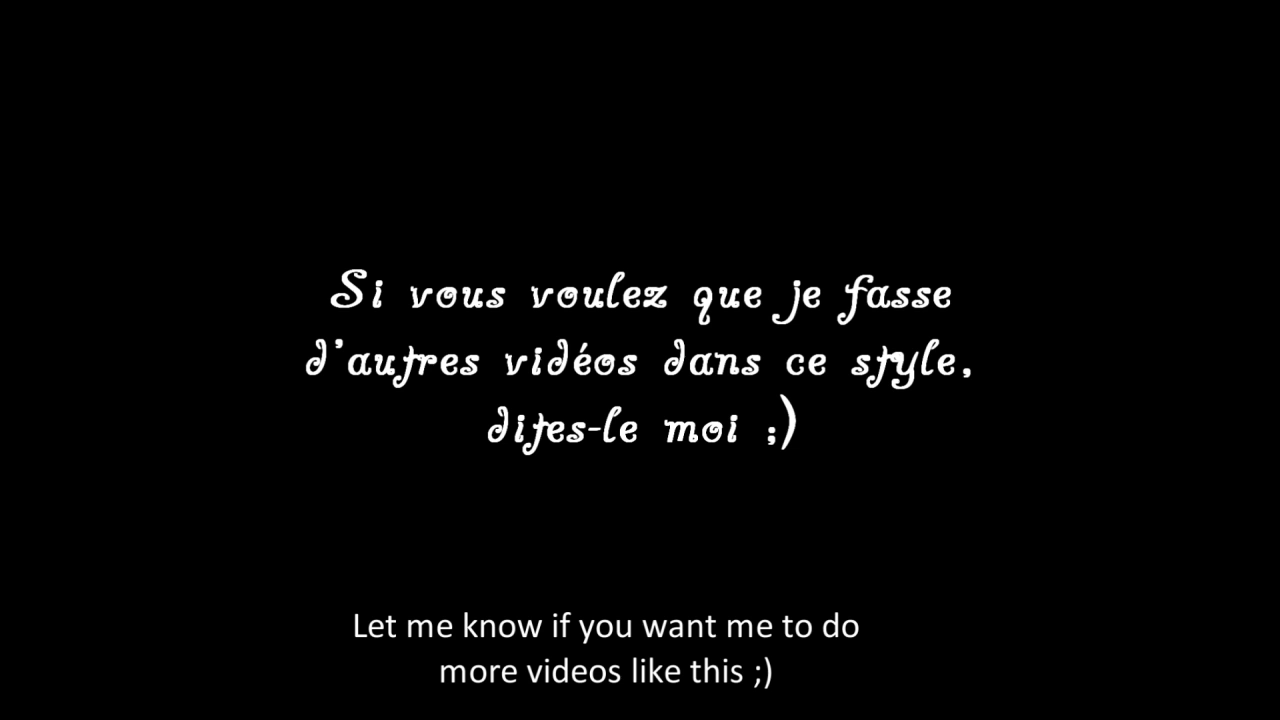 Si vous voulez que je fasse
d'autres vidéos dans ce style,
dites-le moi ;)
Let me know if you want me to do
more videos like this ;)